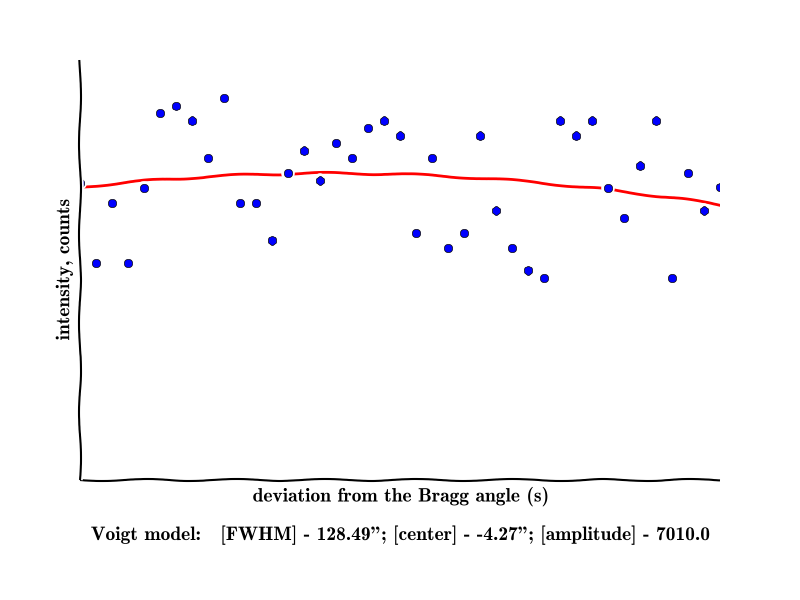 intensity, counts
deviation from the Bragg angle (s)
Voigt model: [FWHM] - 128.49”; [center] - -4.27”; [amplitude] - 7010.0